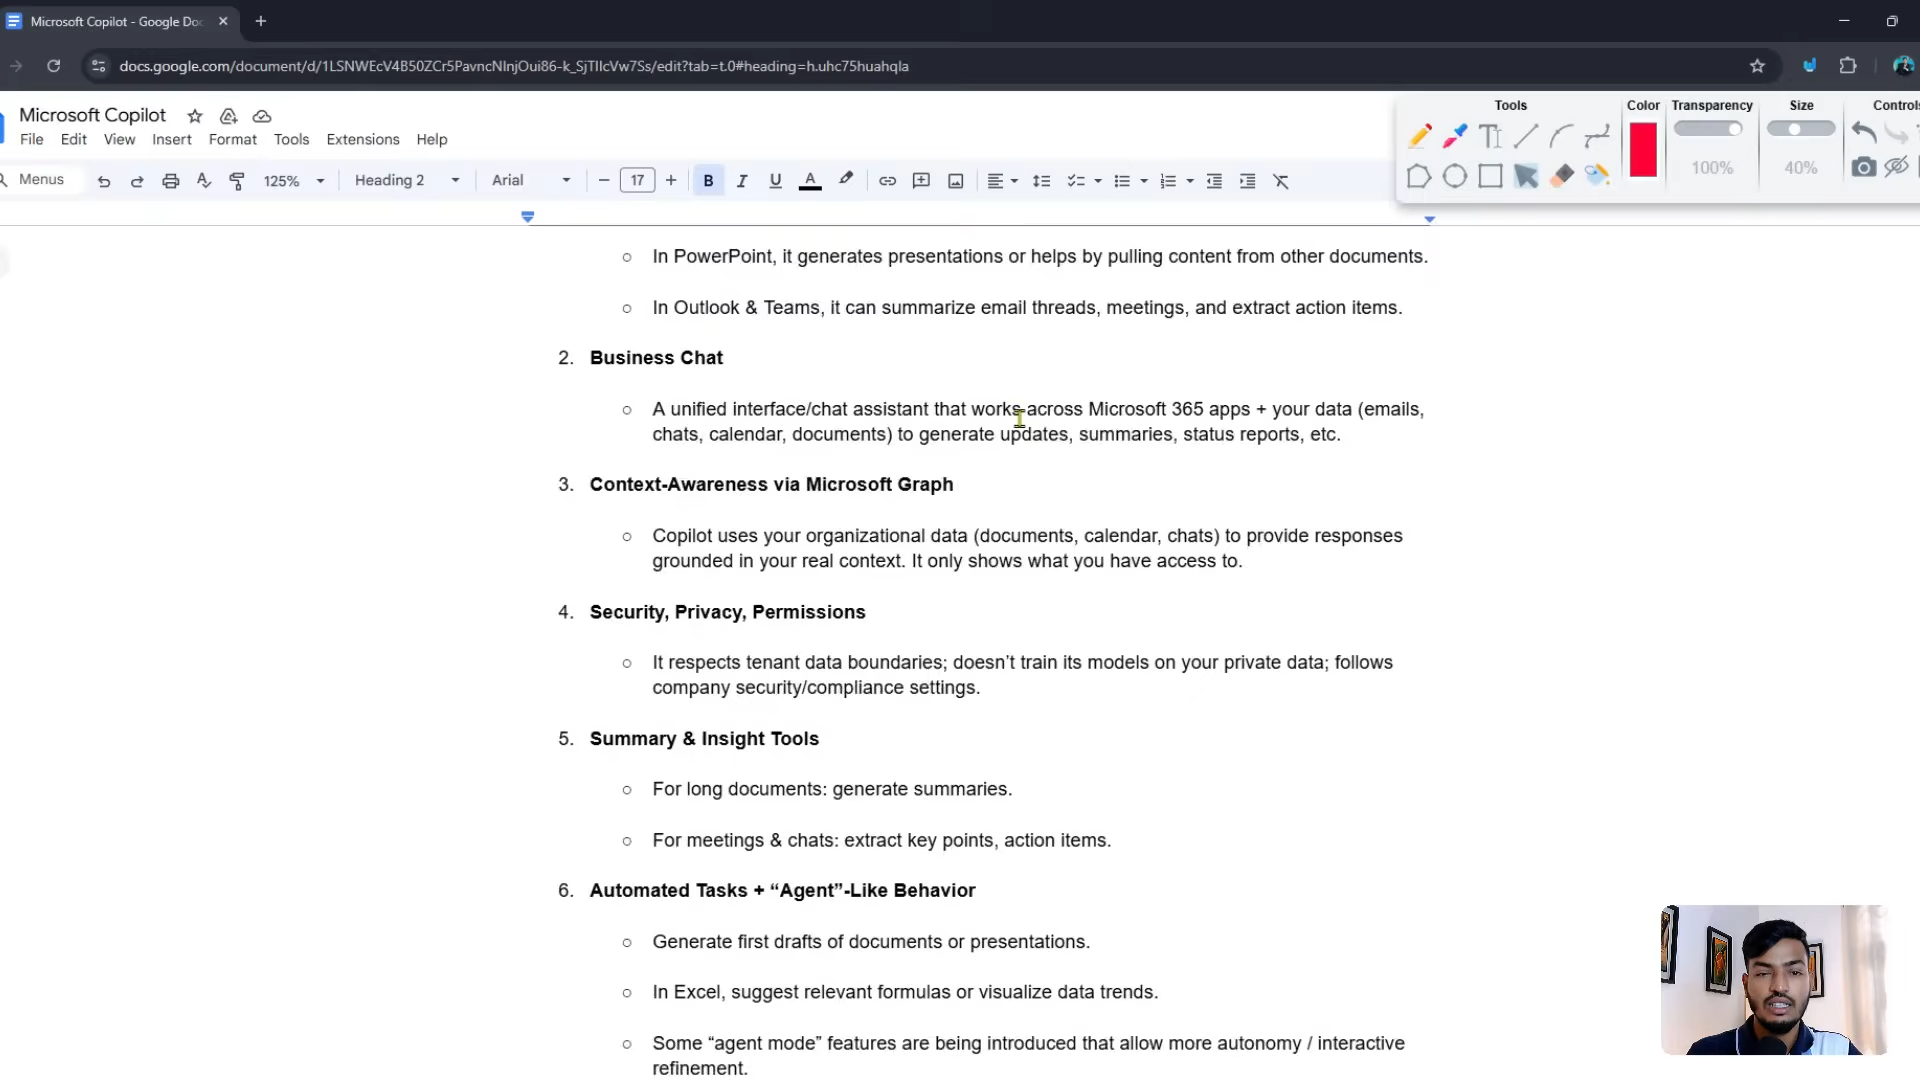 Microsoft Copilot - Google Doc
docs.google.com/document/d/1LSNWEcV4B50ZCr5PavncNlnjOui86-k_SjTIIcVw7Ss/edit?tab=t.0#heading=h.uhc75huahqla
Microsoft Copilot
File Edit View Insert Format Tools Extensions Help
Menus 125% Heading 2 Arial 17 B I U A
Tools Color Transparency Size Controls
100% 40%
○ In PowerPoint, it generates presentations or helps by pulling content from other documents.
○ In Outlook & Teams, it can summarize email threads, meetings, and extract action items.
2. Business Chat
○ A unified interface/chat assistant that works across Microsoft 365 apps + your data (emails,
chats, calendar, documents) to generate updates, summaries, status reports, etc.
3. Context-Awareness via Microsoft Graph
○ Copilot uses your organizational data (documents, calendar, chats) to provide responses
grounded in your real context. It only shows what you have access to.
4. Security, Privacy, Permissions
○ It respects tenant data boundaries; doesn’t train its models on your private data; follows
company security/compliance settings.
5. Summary & Insight Tools
○ For long documents: generate summaries.
○ For meetings & chats: extract key points, action items.
6. Automated Tasks + “Agent”-Like Behavior
○ Generate first drafts of documents or presentations.
○ In Excel, suggest relevant formulas or visualize data trends.
○ Some “agent mode” features are being introduced that allow more autonomy / interactive
refinement.